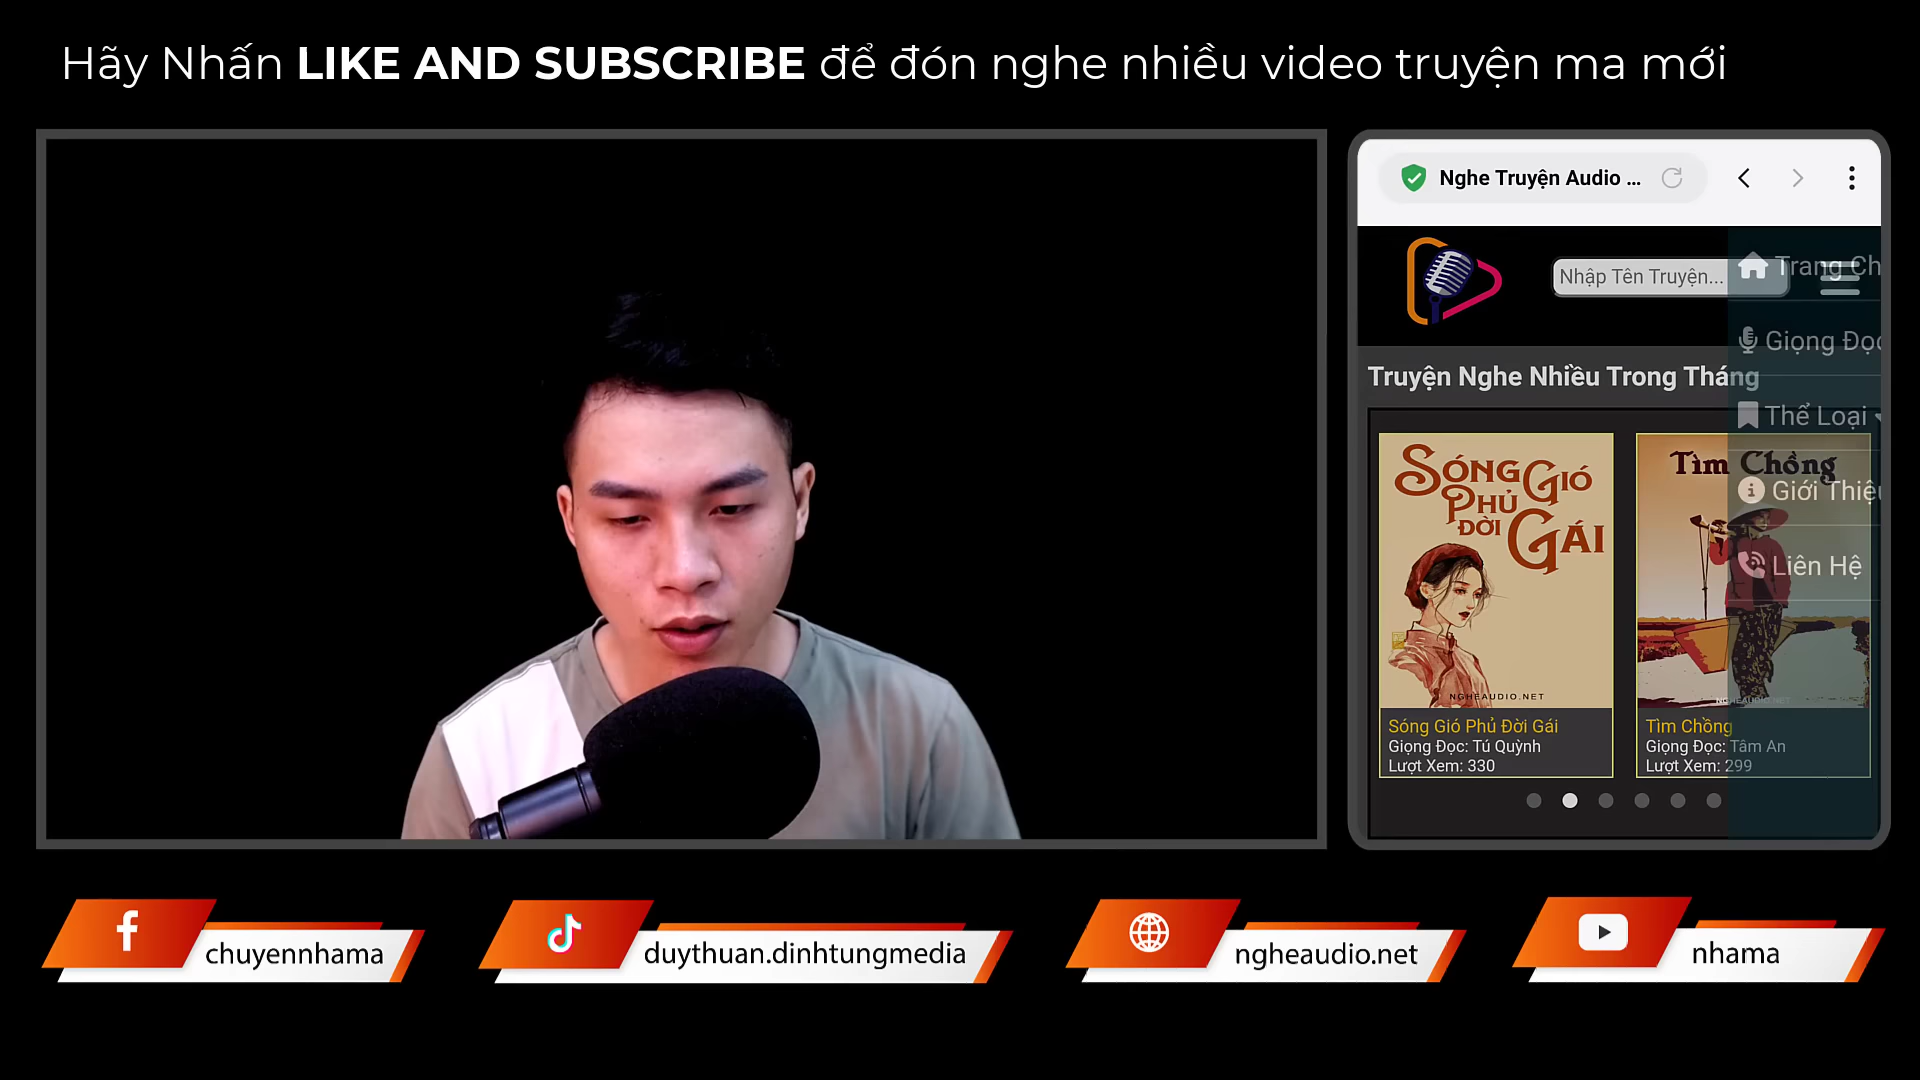 Hãy Nhấn LIKE AND SUBSCRIBE để đón nghe nhiều video truyện ma mới
Nghe Truyện Audio ...
Nhập Tên Truyện...
Trang Ch
Giọng Đọc
Truyện Nghe Nhiều Trong Tháng
Thể Loại
Giới Thiệu
Liên Hệ
SÓNG GIÓ
PHỦ
ĐỜI GÁI
NGHEAUDIO.NET
Tìm Chồng
NGHEAUDIO.NET
Sóng Gió Phủ Đời Gái
Giọng Đọc: Tú Quỳnh
Lượt Xem: 330
Tìm Chồng
Giọng Đọc: Tâm An
Lượt Xem: 299
chuyennhama
duythuan.dinhtungmedia
ngheaudio.net
nhama